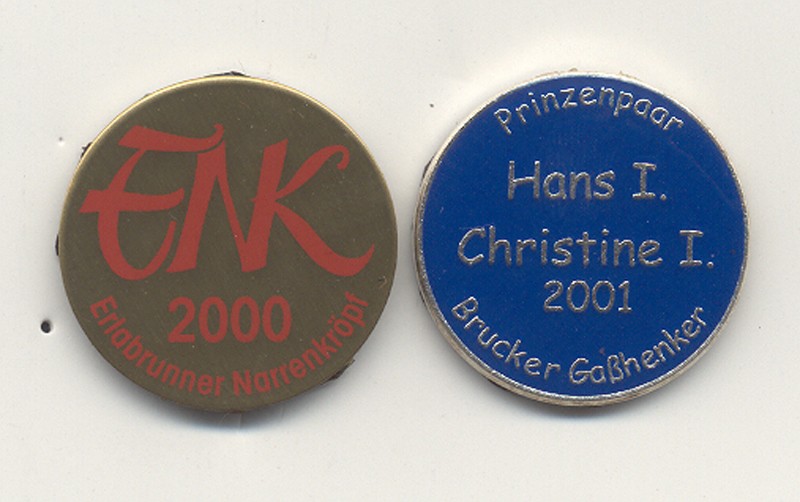 ENK
2000
Erlabrunner Narrenkröpf
Prinzenpaar
Hans I.
Christine I.
2001
Brucker Gaßhenker